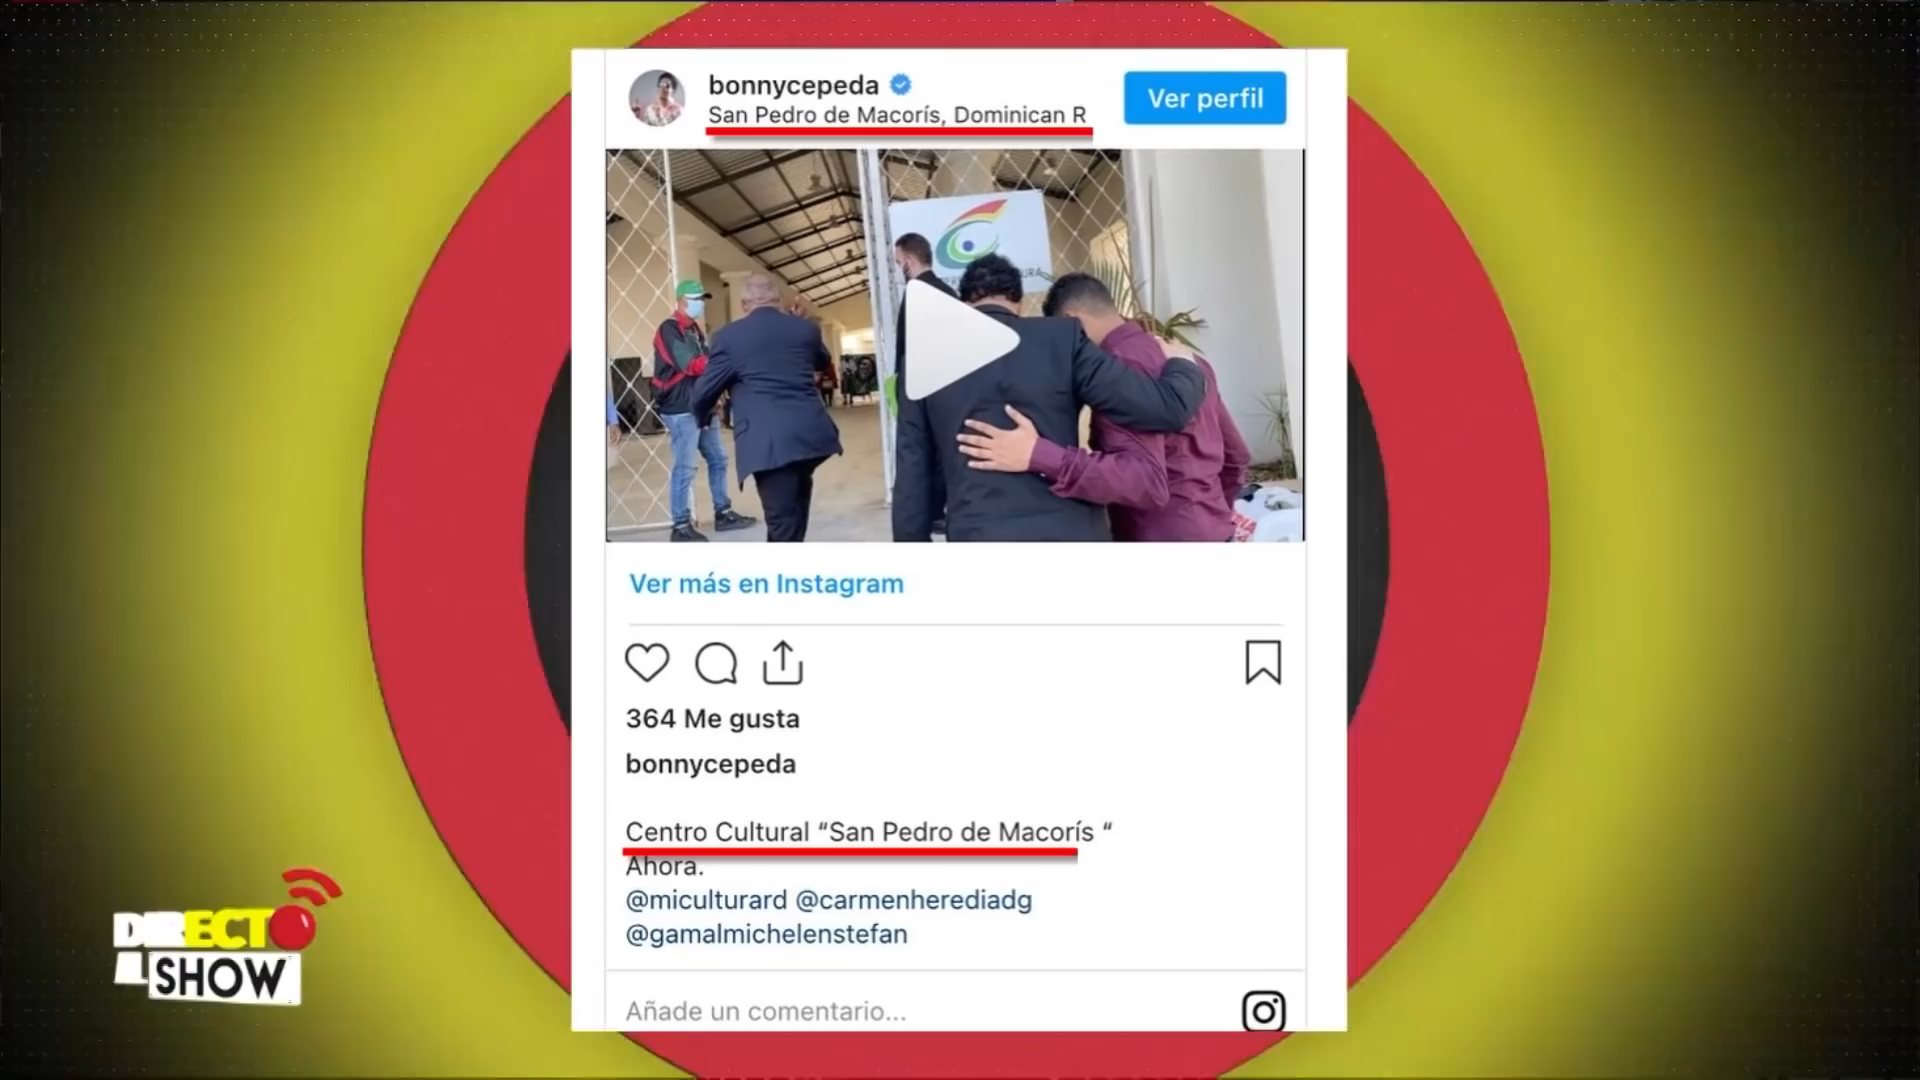 bonnycepeda
San Pedro de Macorís, Dominican R
Ver perfil
Ver más en Instagram
364 Me gusta
bonnycepeda
Centro Cultural “San Pedro de Macorís “
Ahora.
@miculturard @carmenherediadg
@gamalmichelenstefan
Añade un comentario...
DIRECTO
AL SHOW